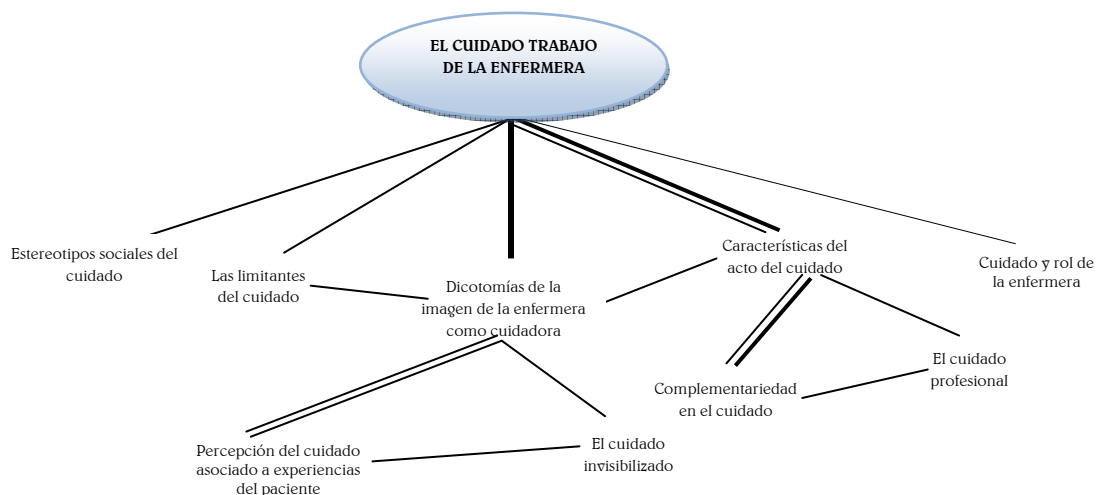 EL CUIDADO TRABAJO
DE LA ENFERMERA
Estereotipos sociales del
cuidado
Las limitantes
del cuidado
Dicotomías de la
imagen de la enfermera
como cuidadora
Características del
acto del cuidado
Cuidado y rol de
la enfermera
El cuidado
profesional
Complementariedad
en el cuidado
Percepción del cuidado
asociado a experiencias
del paciente
El cuidado
invisibilizado